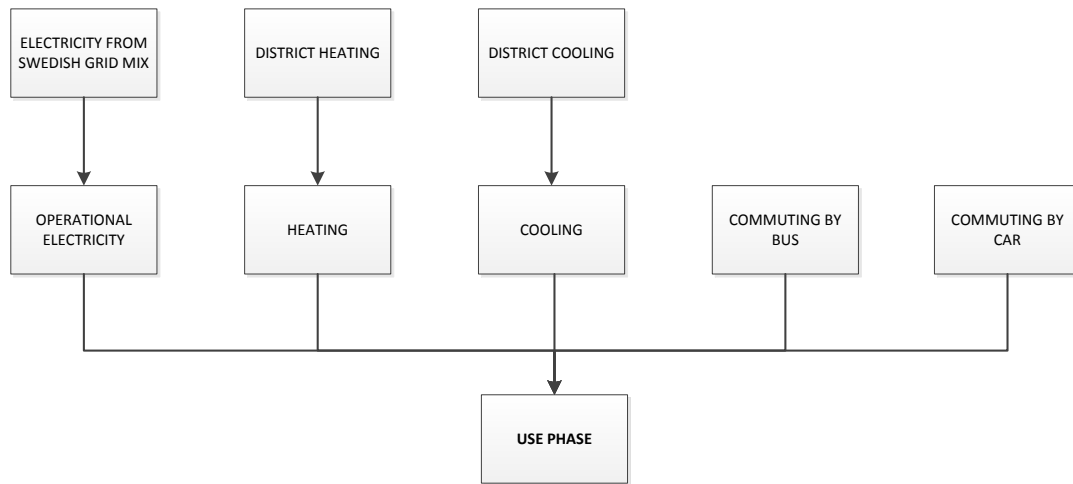 ELECTRICITY FROM
SWEDISH GRID MIX
DISTRICT HEATING
DISTRICT COOLING
OPERATIONAL
ELECTRICITY
HEATING
COOLING
COMMUTING BY
BUS
COMMUTING BY
CAR
USE PHASE